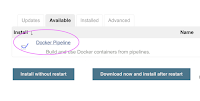 Updates Available Installed Advanced
Install ↓ Name
Docker Pipeline
Build and use Docker containers from pipelines.
Install without restart Download now and install after restart